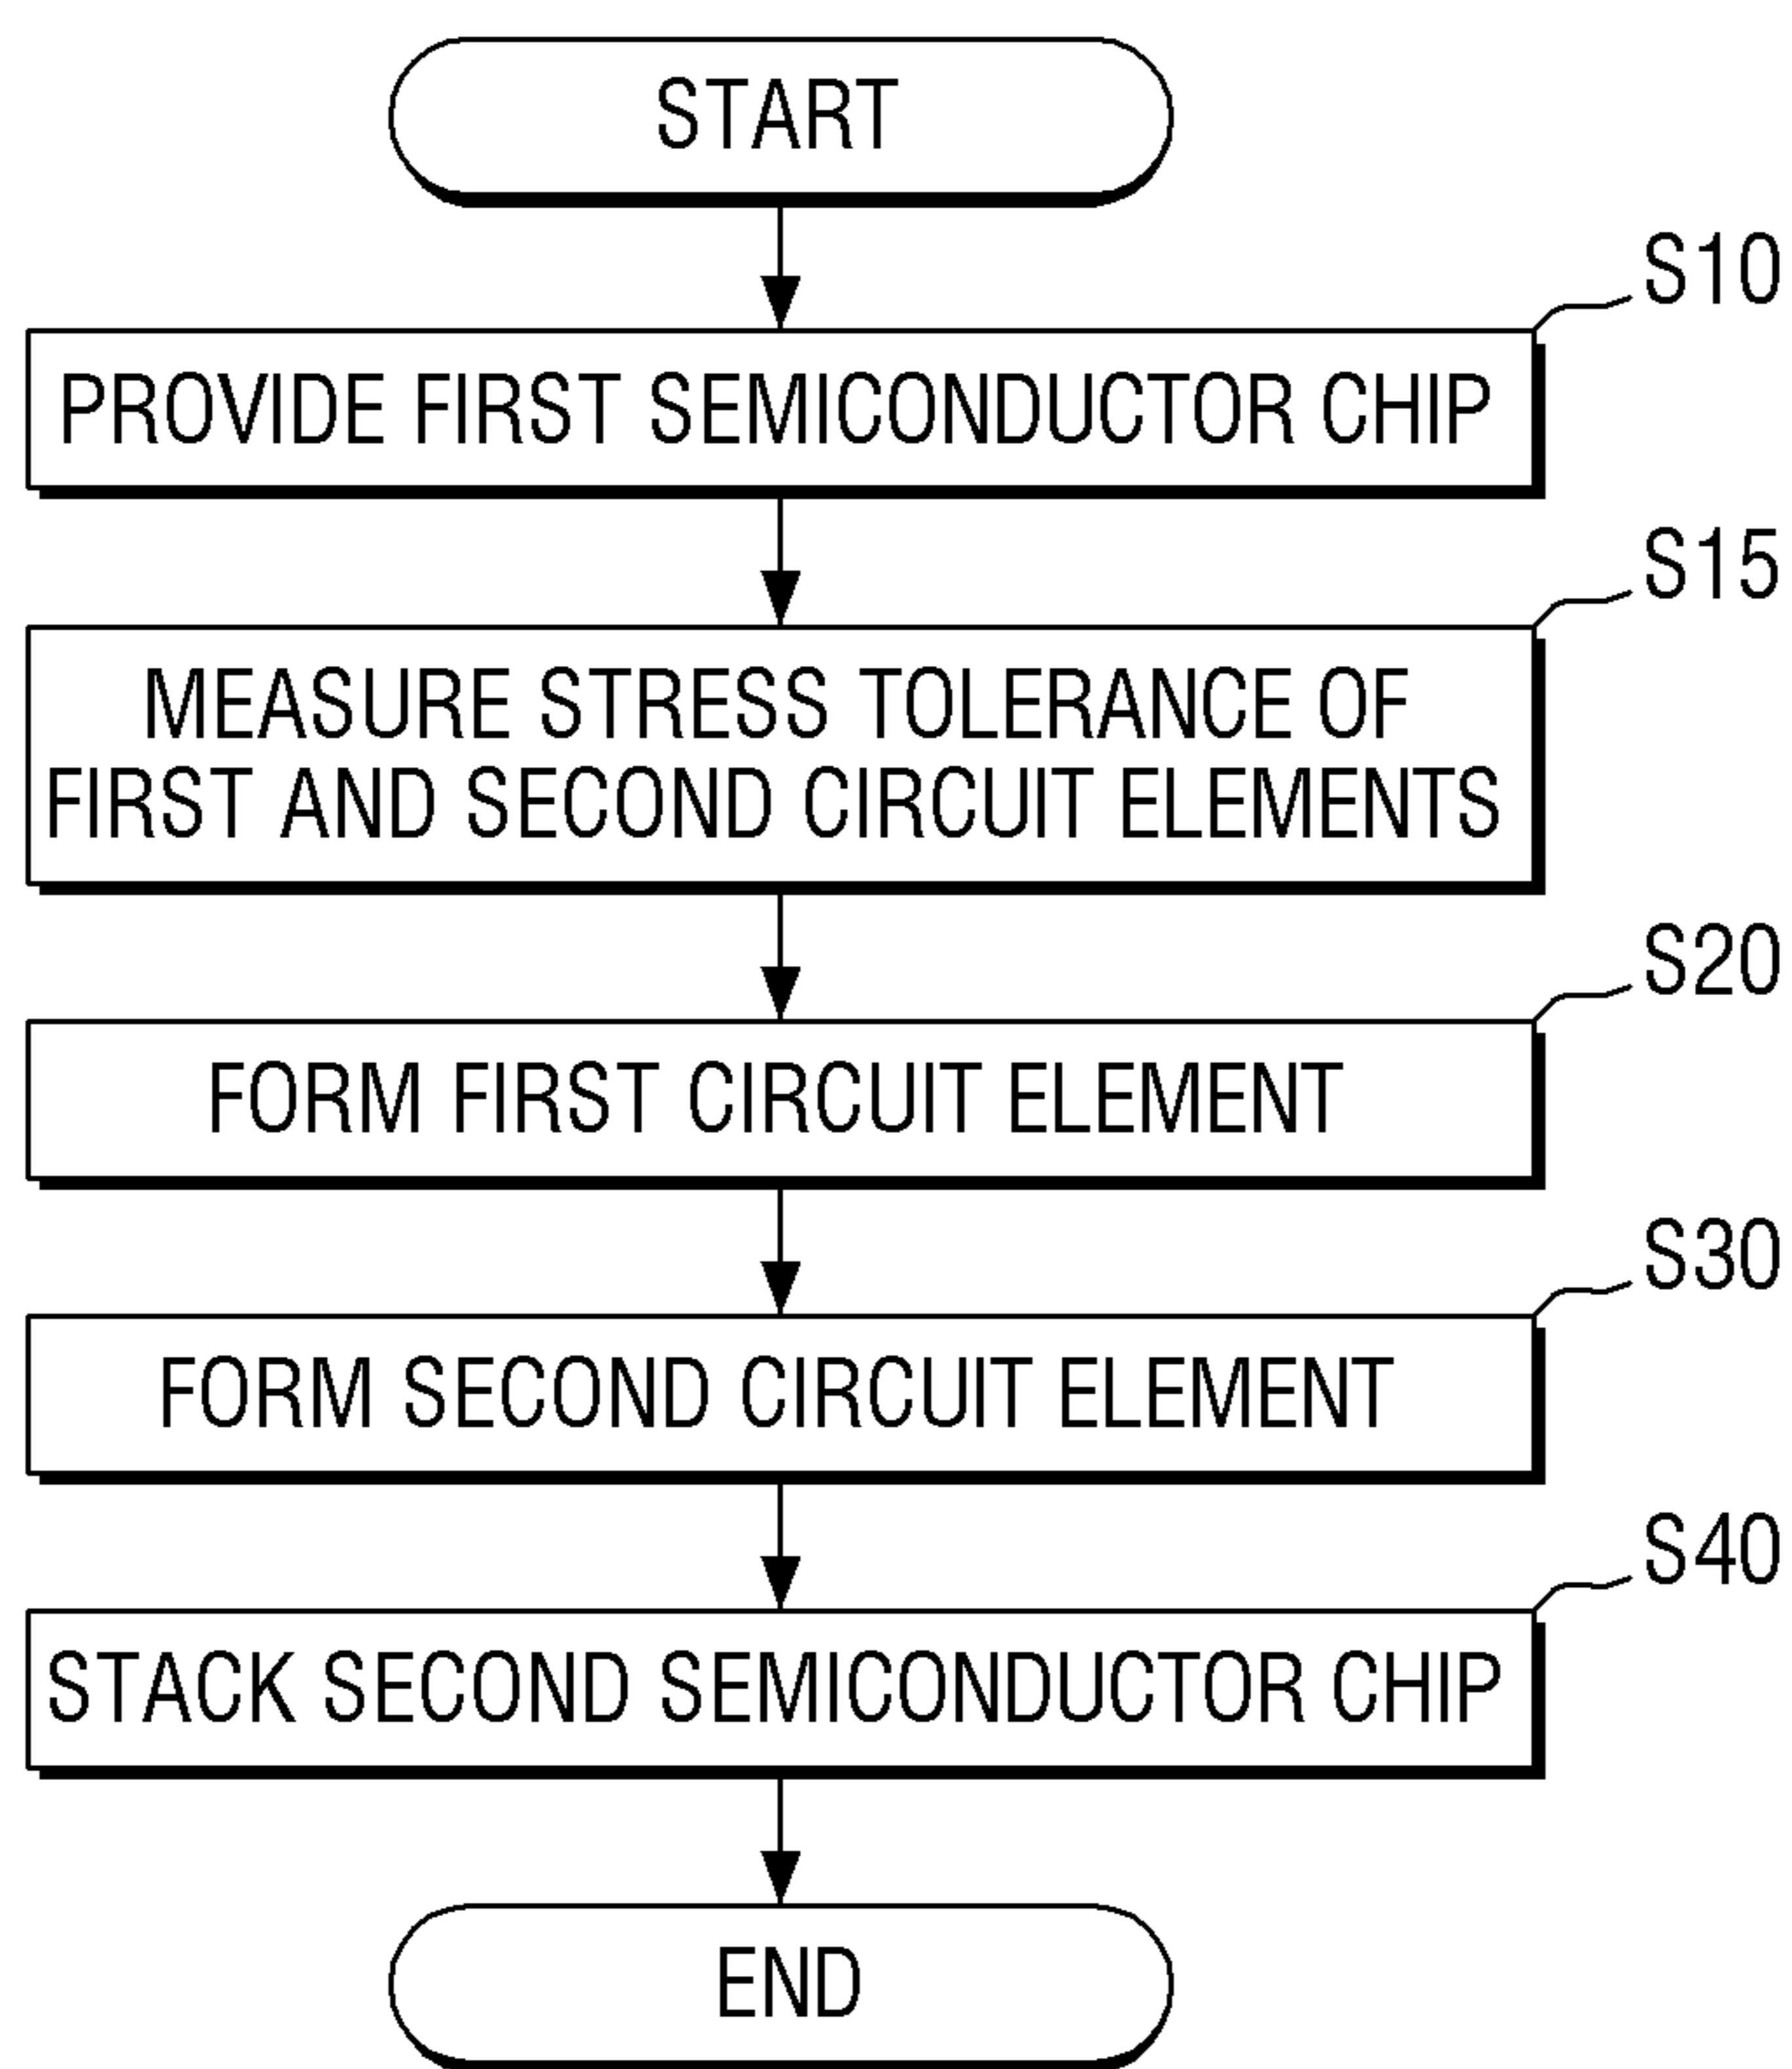 START
S10
PROVIDE FIRST SEMICONDUCTOR CHIP
S15
MEASURE STRESS TOLERANCE OF
FIRST AND SECOND CIRCUIT ELEMENTS
S20
FORM FIRST CIRCUIT ELEMENT
S30
FORM SECOND CIRCUIT ELEMENT
S40
STACK SECOND SEMICONDUCTOR CHIP
END